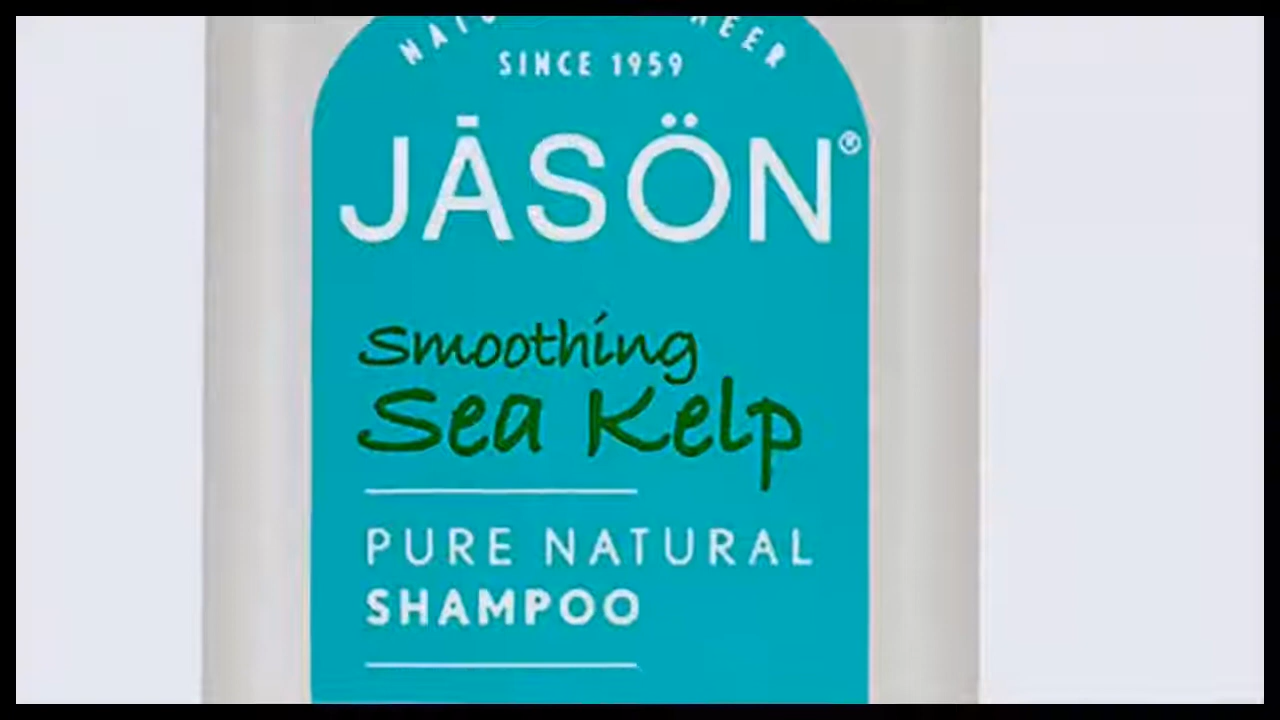 SINCE 1959
JĀSÖN®
Smoothing
Sea Kelp
PURE NATURAL
SHAMPOO